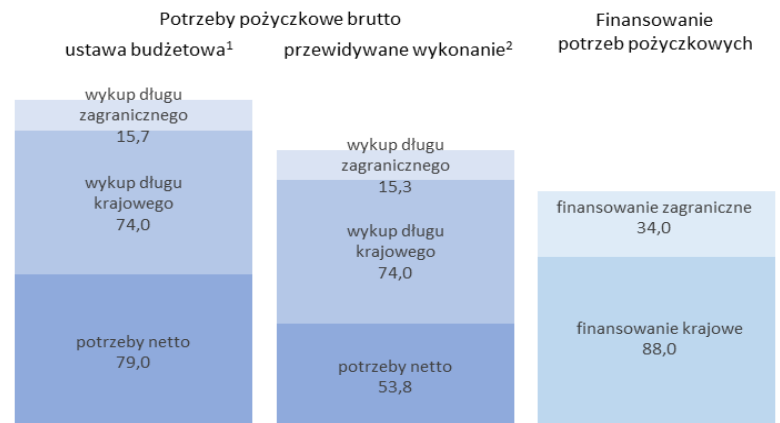 Potrzeby pożyczkowe brutto
ustawa budżetowa¹
przewidywane wykonanie²
Finansowanie
potrzeb pożyczkowych
wykup długu
zagranicznego
15,7
wykup długu
krajowego
74,0
potrzeby netto
79,0
wykup długu
zagranicznego
15,3
wykup długu
krajowego
74,0
potrzeby netto
53,8
finansowanie zagraniczne
34,0
finansowanie krajowe
88,0